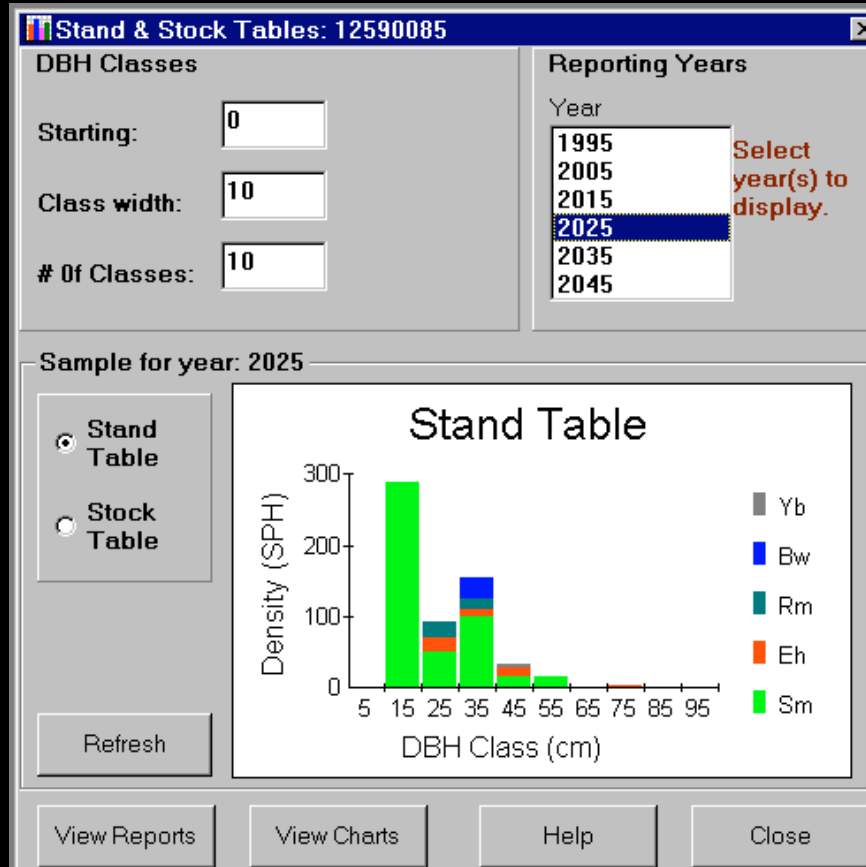 Stand & Stock Tables: 12590085
DBH Classes
Starting:
0
Class width:
10
# 0f Classes:
10
Reporting Years
Year
1995
2005
2015
2025
2035
2045
Select
year(s) to
display.
Sample for year: 2025
Stand
Table
Stock
Table
Refresh
Stand Table
Density (SPH)
300
200
100
0
5 15 25 35 45 55 65 75 85 95
DBH Class (cm)
Yb
Bw
Rm
Eh
Sm
View Reports
View Charts
Help
Close